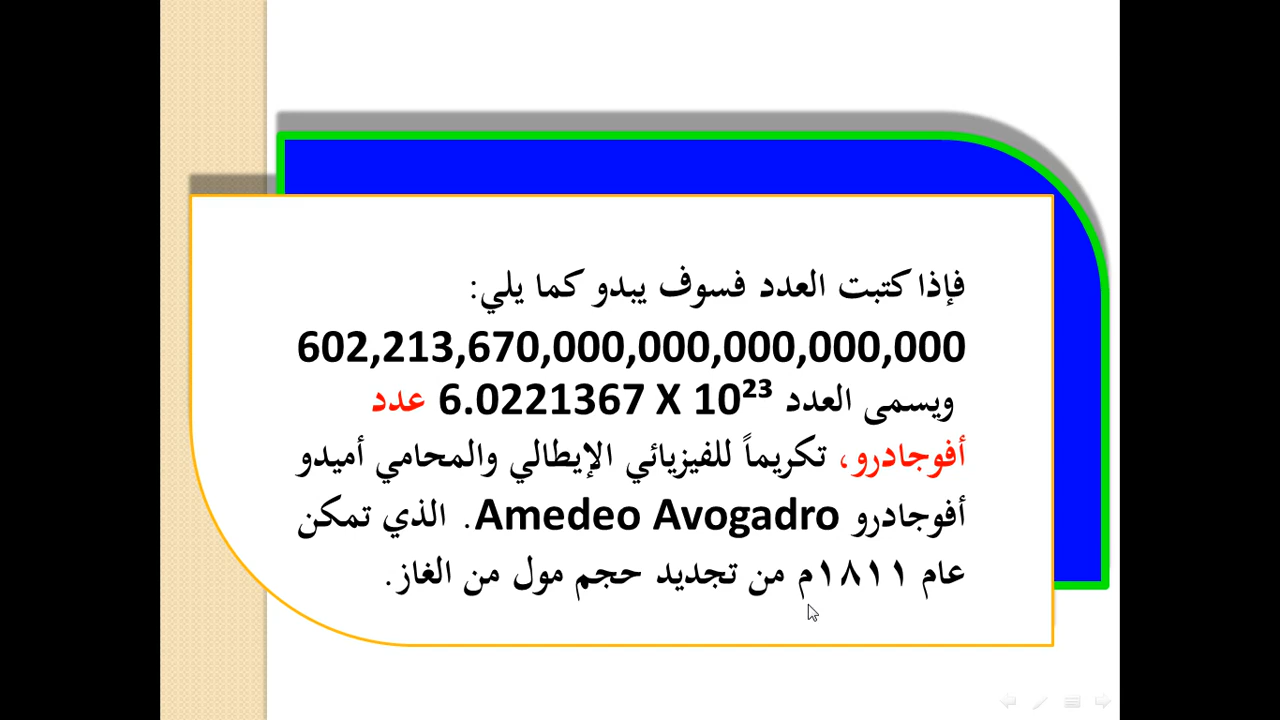 فإذا كتبت العدد فسوف يبدو كما يلي:
602,213,670,000,000,000,000,000
ويسمى العدد 6.0221367 X 10²³ عدد
أفوجادرو، تكريماً للفيزيائي الإيطالي والمحامي أميدو
أفوجادرو Amedeo Avogadro. الذي تمكن
عام ١٨١١م من تجديد حجم مول من الغاز.